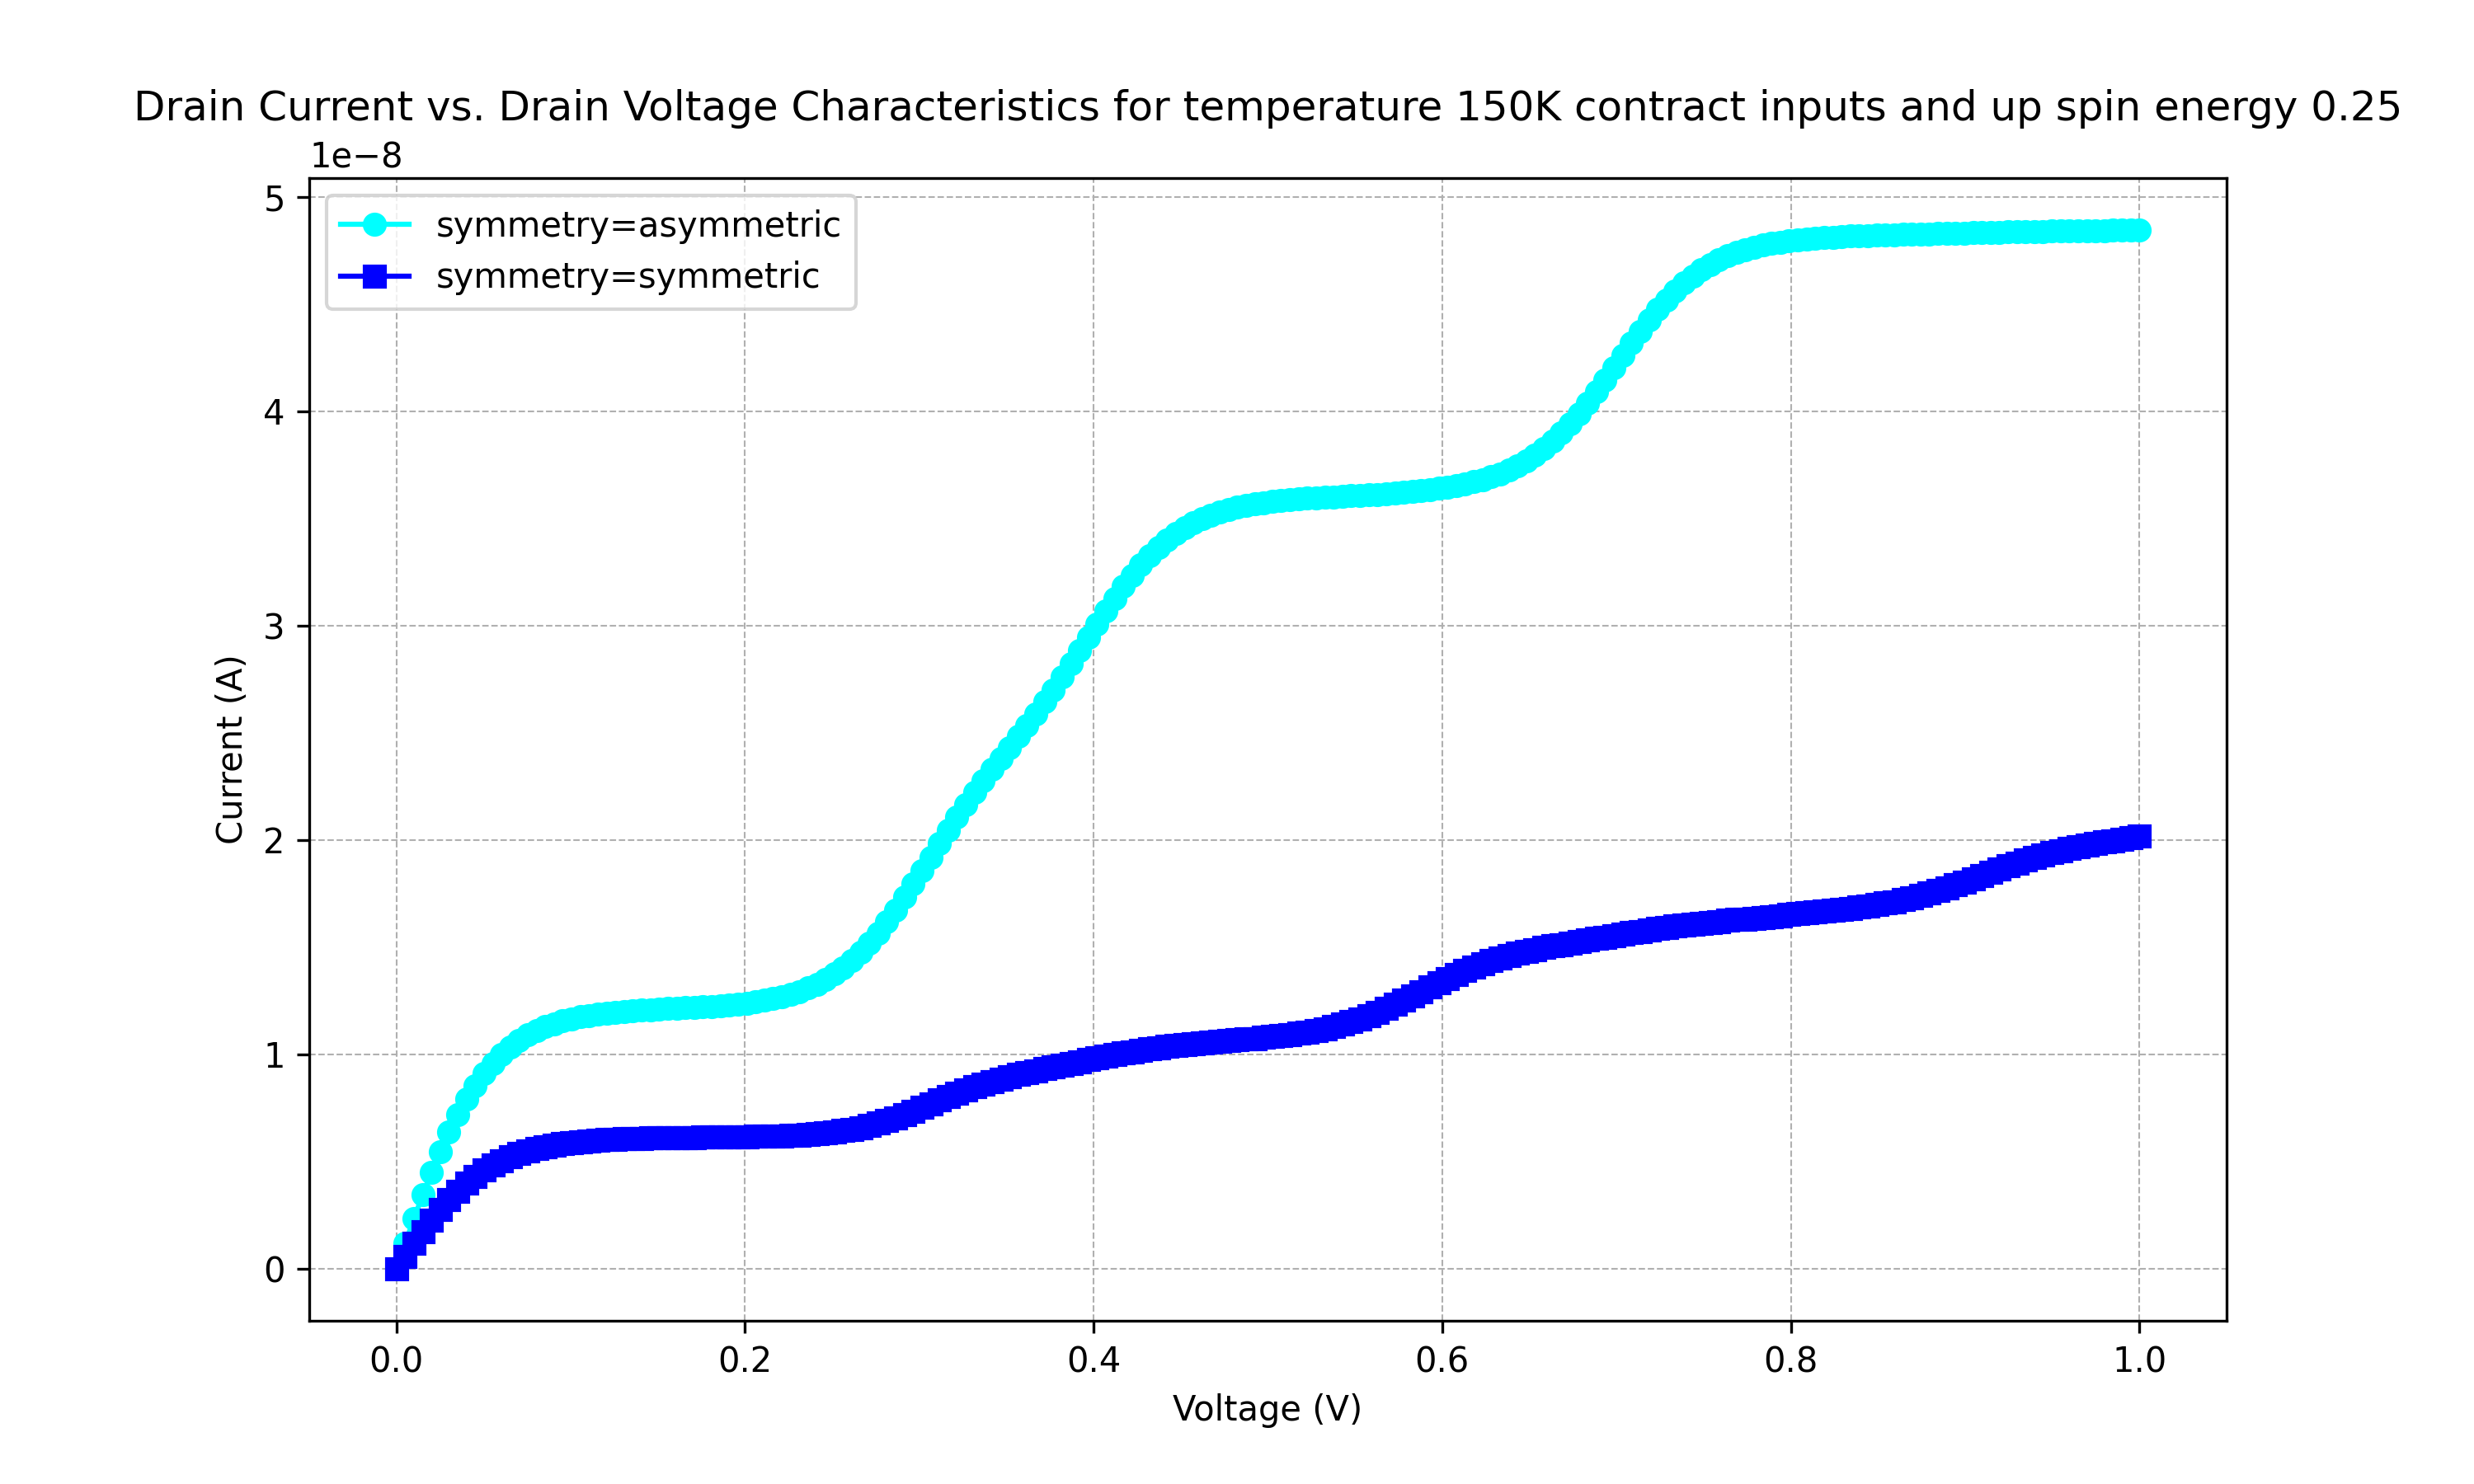 Drain Current vs. Drain Voltage Characteristics for temperature 150K contract inputs and up spin energy 0.25
1e−8
symmetry=asymmetric
symmetry=symmetric
5
4
3
2
1
0
Current (A)
0.0 0.2 0.4 0.6 0.8 1.0
Voltage (V)